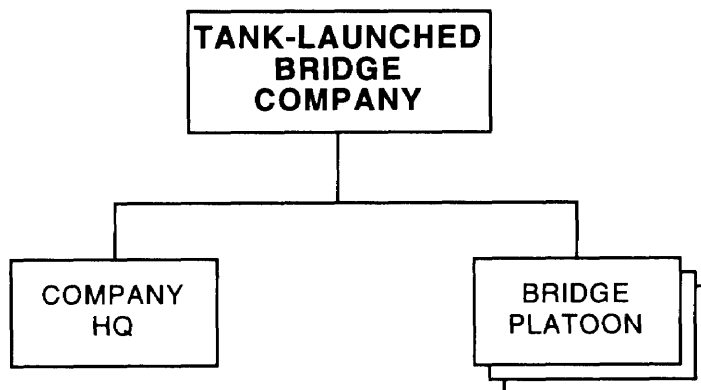 TANK-LAUNCHED
BRIDGE
COMPANY
COMPANY
HQ
BRIDGE
PLATOON